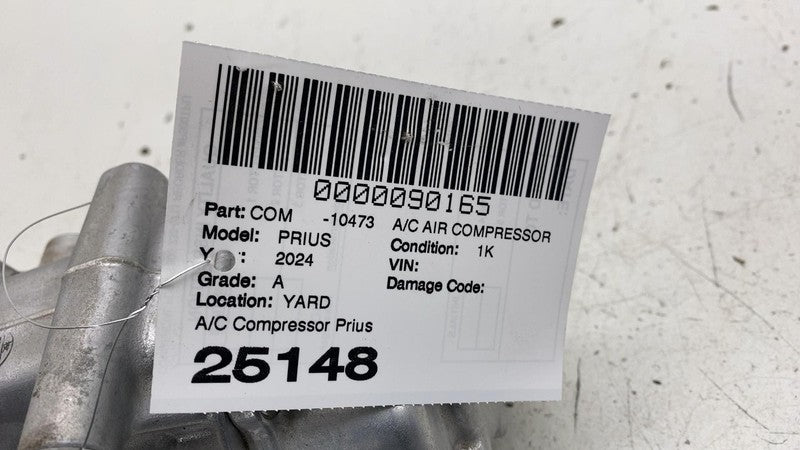 0000090165
Part: COM -10473 A/C AIR COMPRESSOR
Model: PRIUS Condition: 1K
2024 VIN:
Grade: A Damage Code:
Location: YARD
A/C Compressor Prius
25148